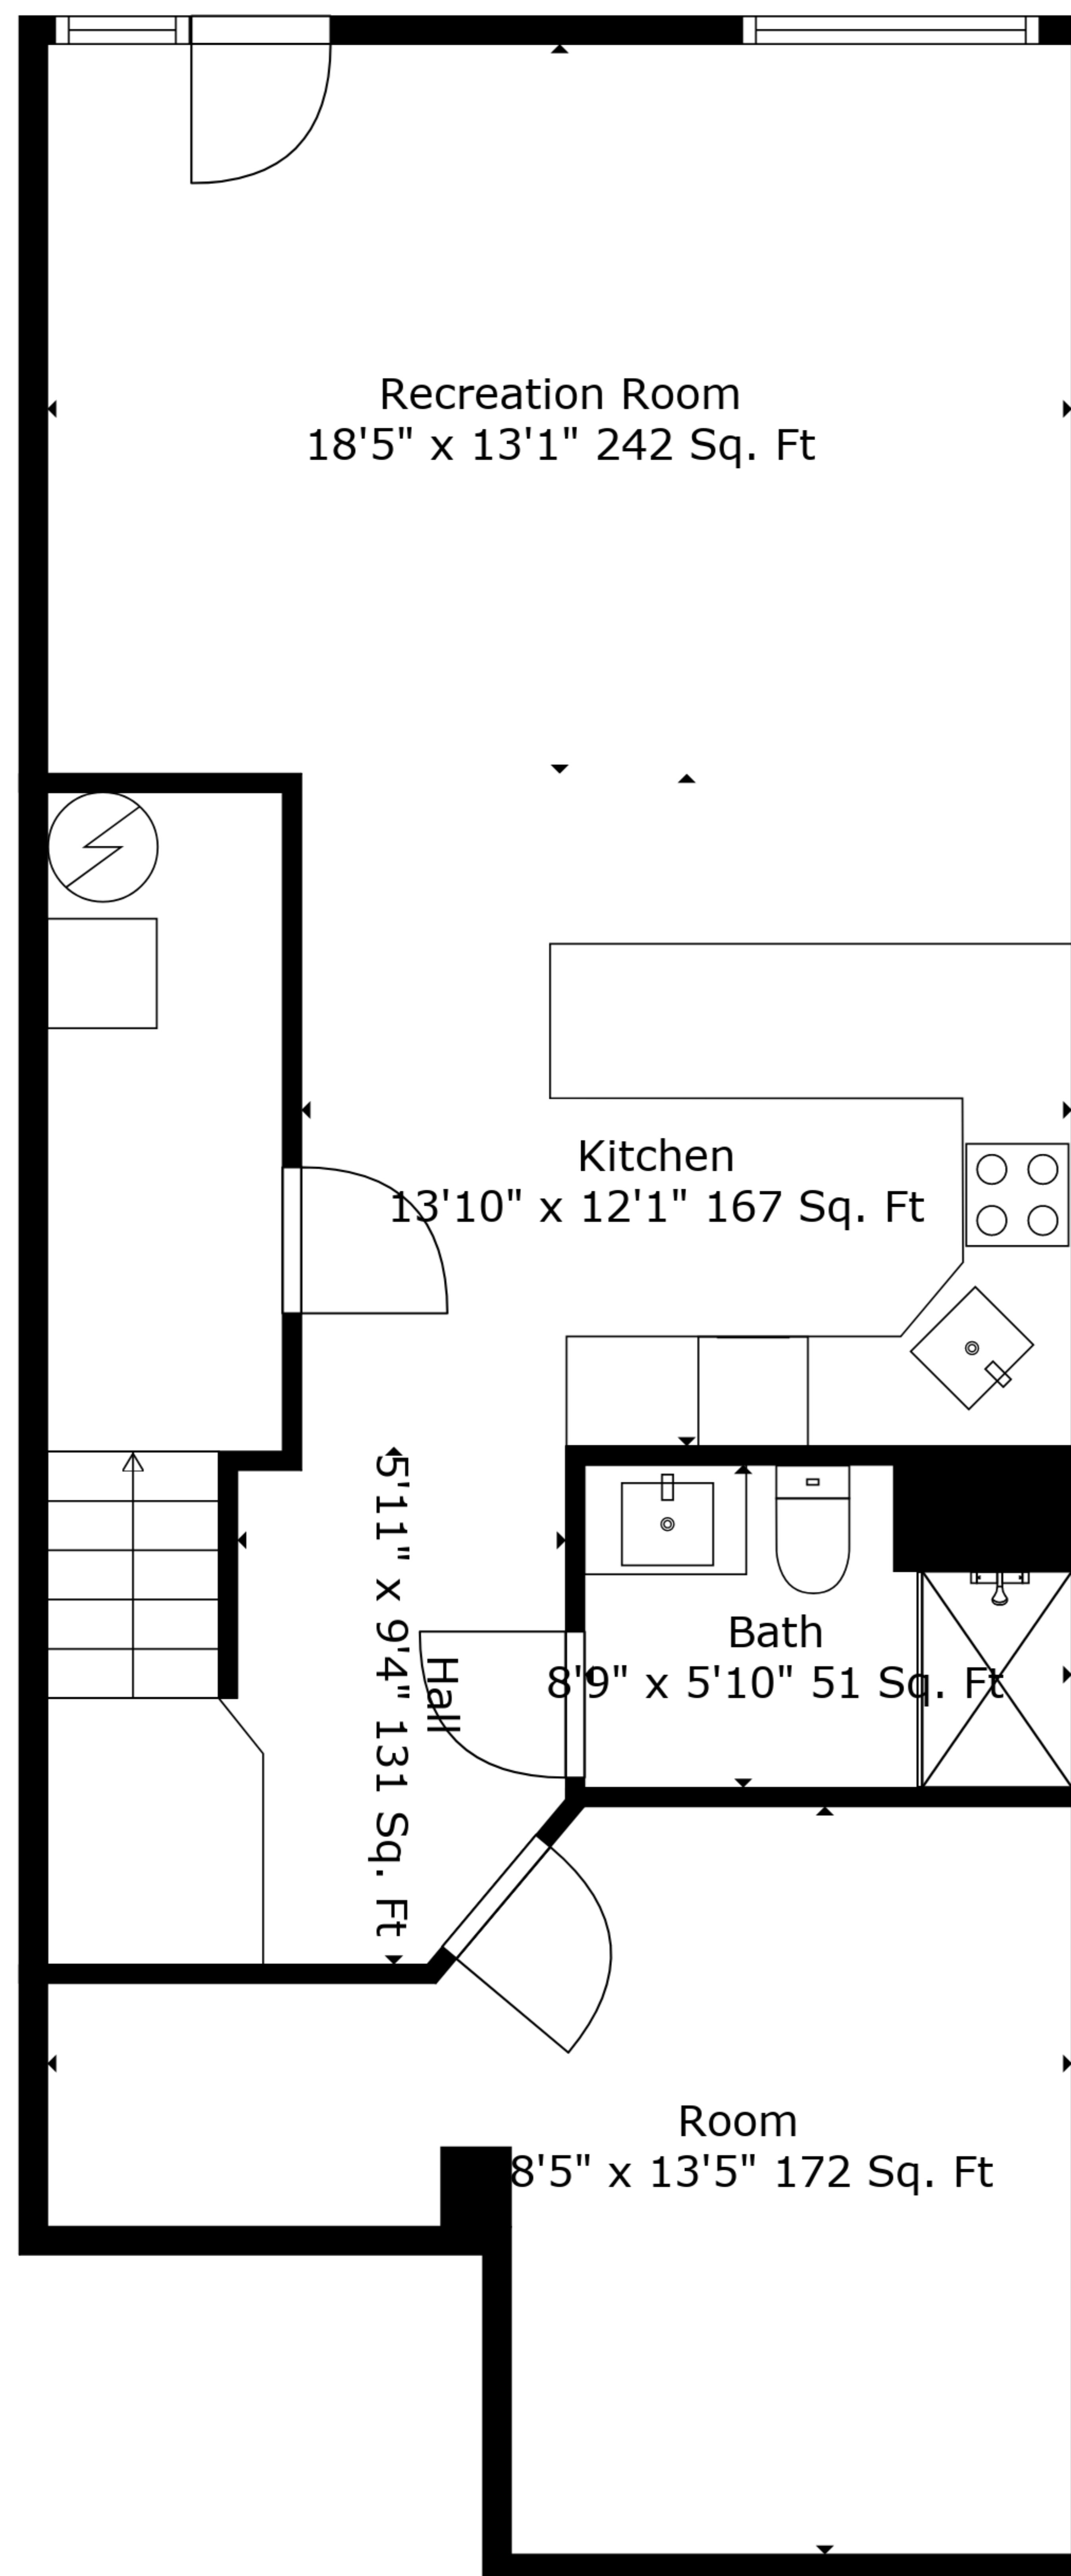 Recreation Room
18'5" x 13'1" 242 Sq. Ft
Kitchen
13'10" x 12'1" 167 Sq. Ft
Hall
5'11" x 9'4" 131 Sq. Ft
Bath
8'9" x 5'10" 51 Sq. Ft
Room
8'5" x 13'5" 172 Sq. Ft